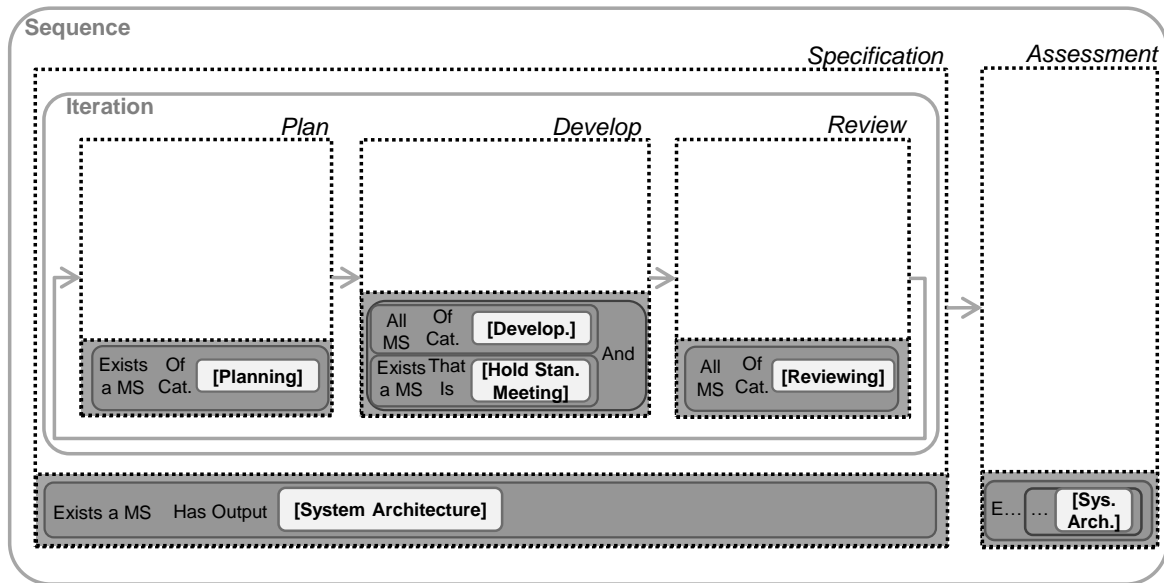 Sequence
Specification
Assessment
Iteration
Plan
Develop
Review
Exists
a MS
Of
Cat.
[Planning]
All
MS
Of
Cat.
[Develop.]
And
Exists
a MS
That
Is
[Hold Stan.
Meeting]
All
MS
Of
Cat.
[Reviewing]
Exists a MS Has Output [System Architecture]
E... ... [Sys.
Arch.]